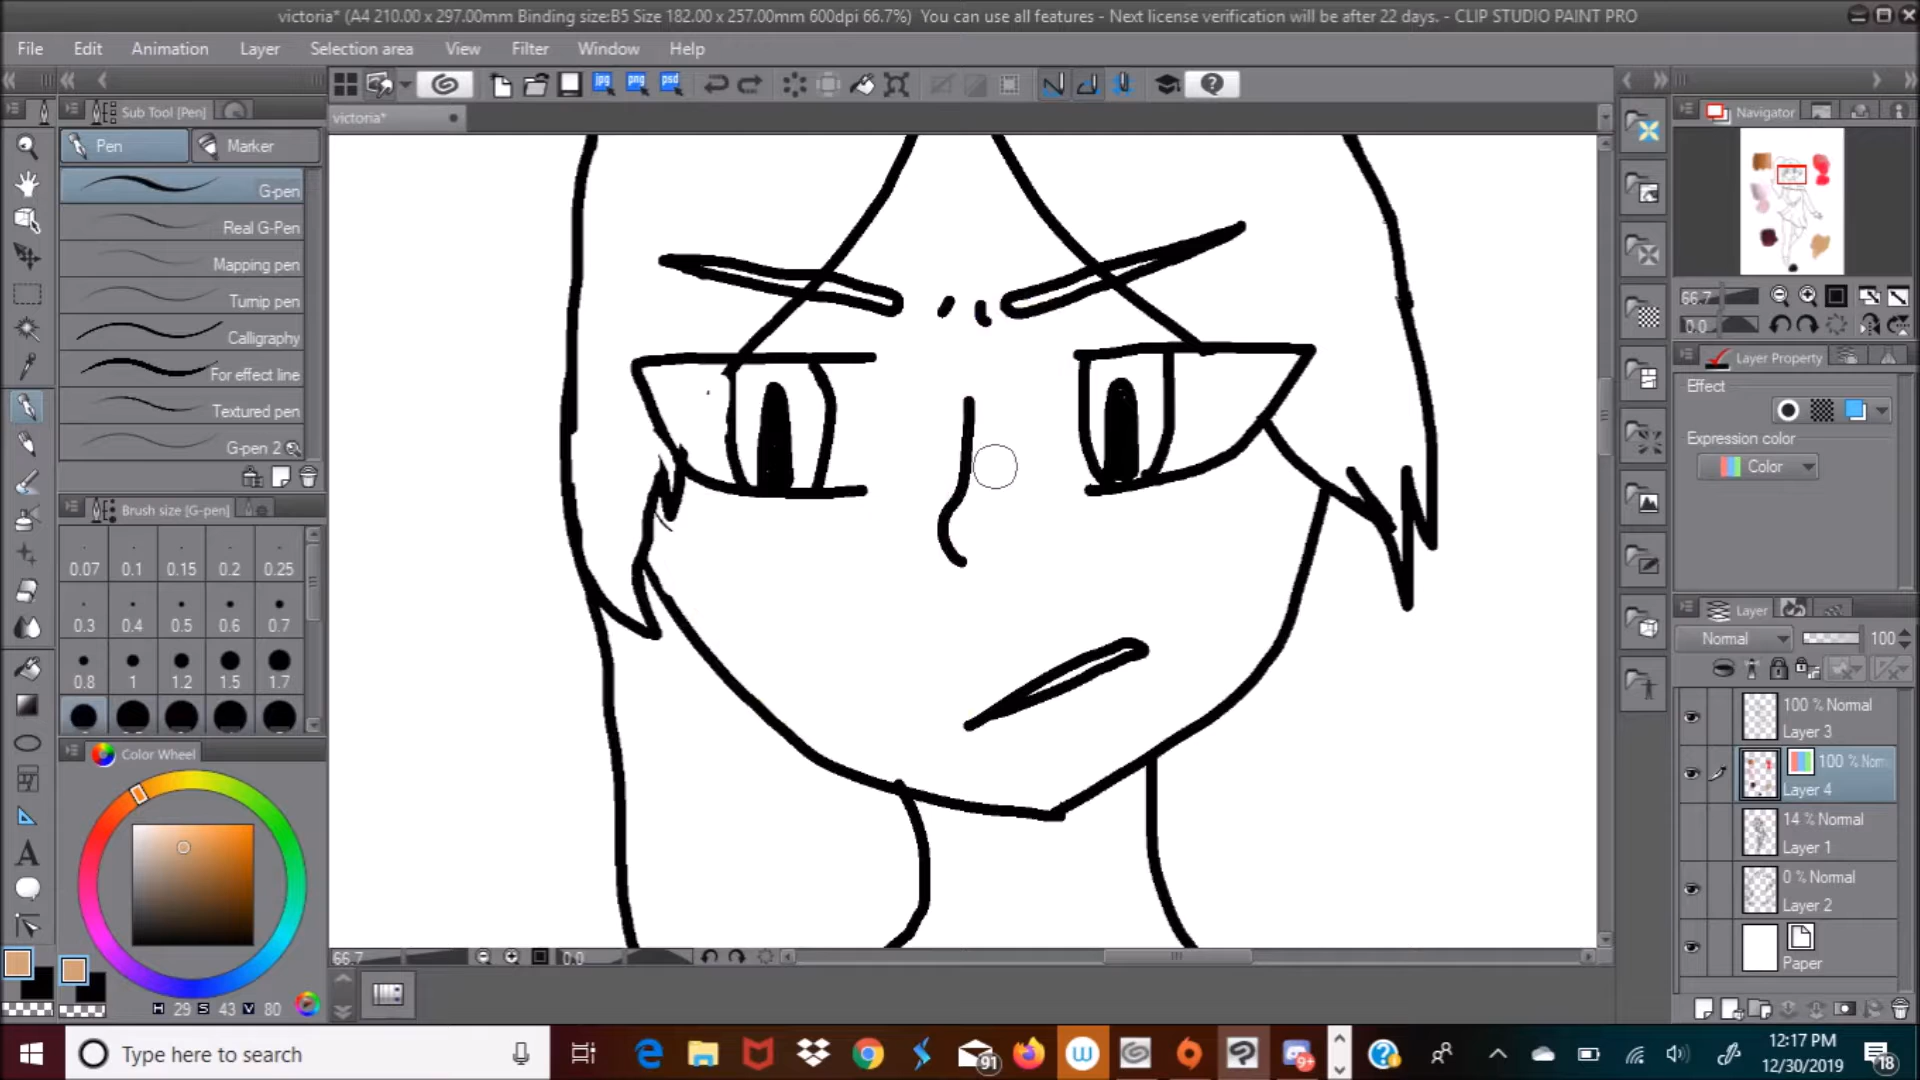 victoria* (A4 210.00 x 297.00mm Binding size:B5 Size 182.00 x 257.00mm 600dpi 66.7%) You can use all features - Next license verification will be after 22 days. - CLIP STUDIO PAINT PRO
File Edit Animation Layer Selection area View Filter Window Help
jpg png psd ?
Sub Tool [Pen]
victoria*
Navigator
Pen Marker
G-pen
Real G-Pen
Mapping pen
Turnip pen
Calligraphy
For effect line
Textured pen
G-pen 2
66.7
0.0
Layer Property
Effect
Expression color
Color
Brush size [G-pen]
0.07 0.1 0.15 0.2 0.25
0.3 0.4 0.5 0.6 0.7
0.8 1 1.2 1.5 1.7
Layer
Normal 100
100 % Normal
Layer 3
100 % Norm
Layer 4
14 % Normal
Layer 1
0 % Normal
Layer 2
Paper
Color Wheel
A
H 29 S 43 V 80
66.7 0.0
Type here to search
91
w
9+
12:17 PM
12/30/2019
18